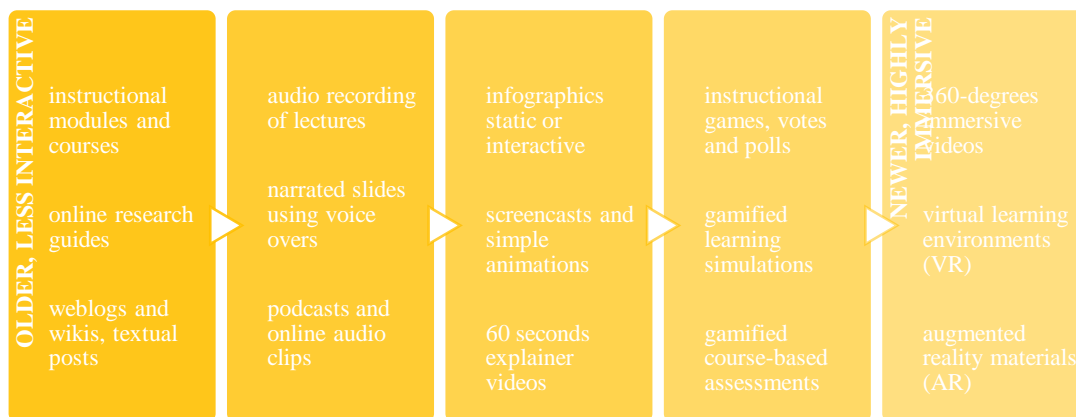 OLDER, LESS INTERACTIVE
instructional
modules and
courses
online research
guides
weblogs and
wikis, textual
posts
audio recording
of lectures
narrated slides
using voice
overs
podcasts and
online audio
clips
infographics
static or
interactive
screencasts and
simple
animations
60 seconds
explainer
videos
instructional
games, votes
and polls
gamified
learning
simulations
gamified
course-based
assessments
NEWER, HIGHLY
IMMERSIVE
360-degrees
immersive
videos
virtual learning
environments
(VR)
augmented
reality materials
(AR)